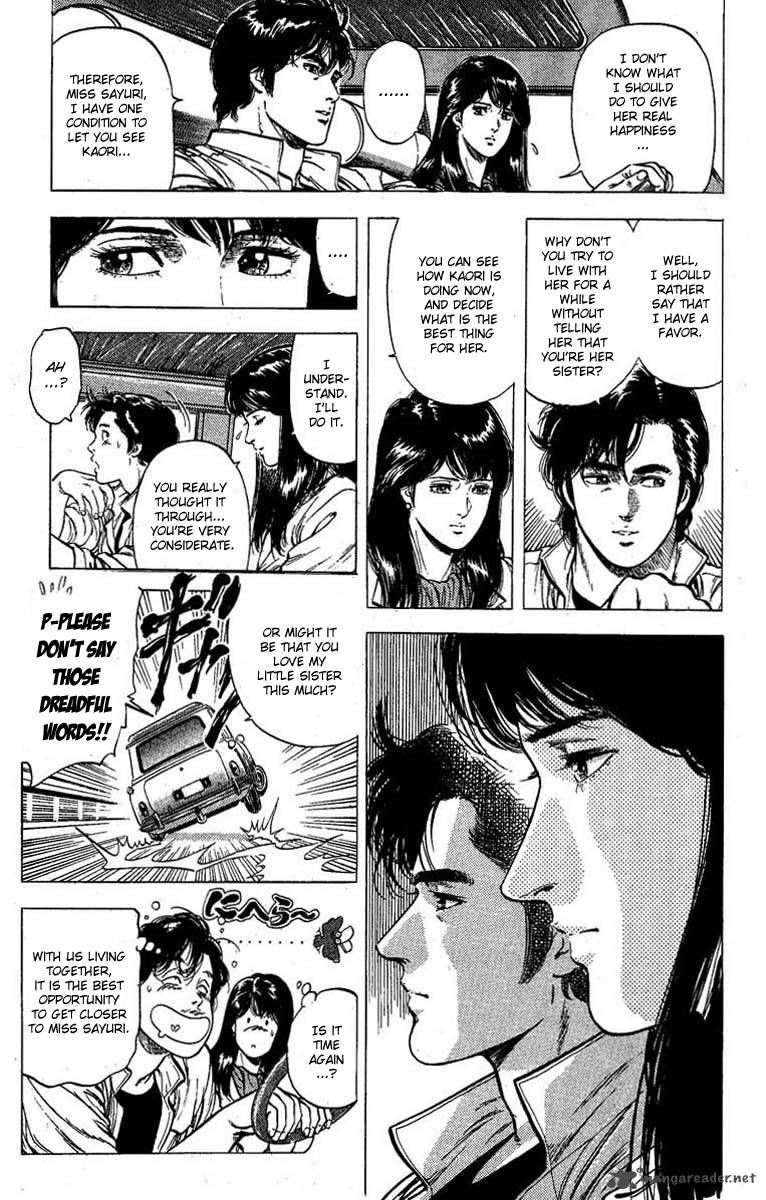 I DON'T
KNOW WHAT I
SHOULD
DO TO GIVE
HER REAL
HAPPINESS
...
......
THEREFORE,
MISS SAYURI,
I HAVE ONE
CONDITION TO
LET YOU SEE
KAORI...
WELL,
I SHOULD
RATHER
SAY THAT
I HAVE A
FAVOR.
WHY DON'T
YOU TRY TO
LIVE WITH
HER FOR A
WHILE
WITHOUT
TELLING
HER THAT
YOU'RE HER
SISTER?
YOU CAN SEE
HOW KAORI IS
DOING NOW,
AND DECIDE
WHAT IS THE
BEST THING
FOR HER.
....
I
UNDER-
STAND.
I'LL
DO IT.
AH
...?
YOU REALLY
THOUGHT IT
THROUGH...
YOU'RE VERY
CONSIDERATE.
OR MIGHT IT
BE THAT YOU
LOVE MY
LITTLE SISTER
THIS MUCH?
P-PLEASE
DON'T SAY
THOSE
DREADFUL
WORDS!!
にへら〜
WITH US LIVING
TOGETHER,
IT IS THE BEST
OPPORTUNITY
TO GET CLOSER
TO MISS SAYURI.
IS IT
TIME
AGAIN
...?
mangareader.net